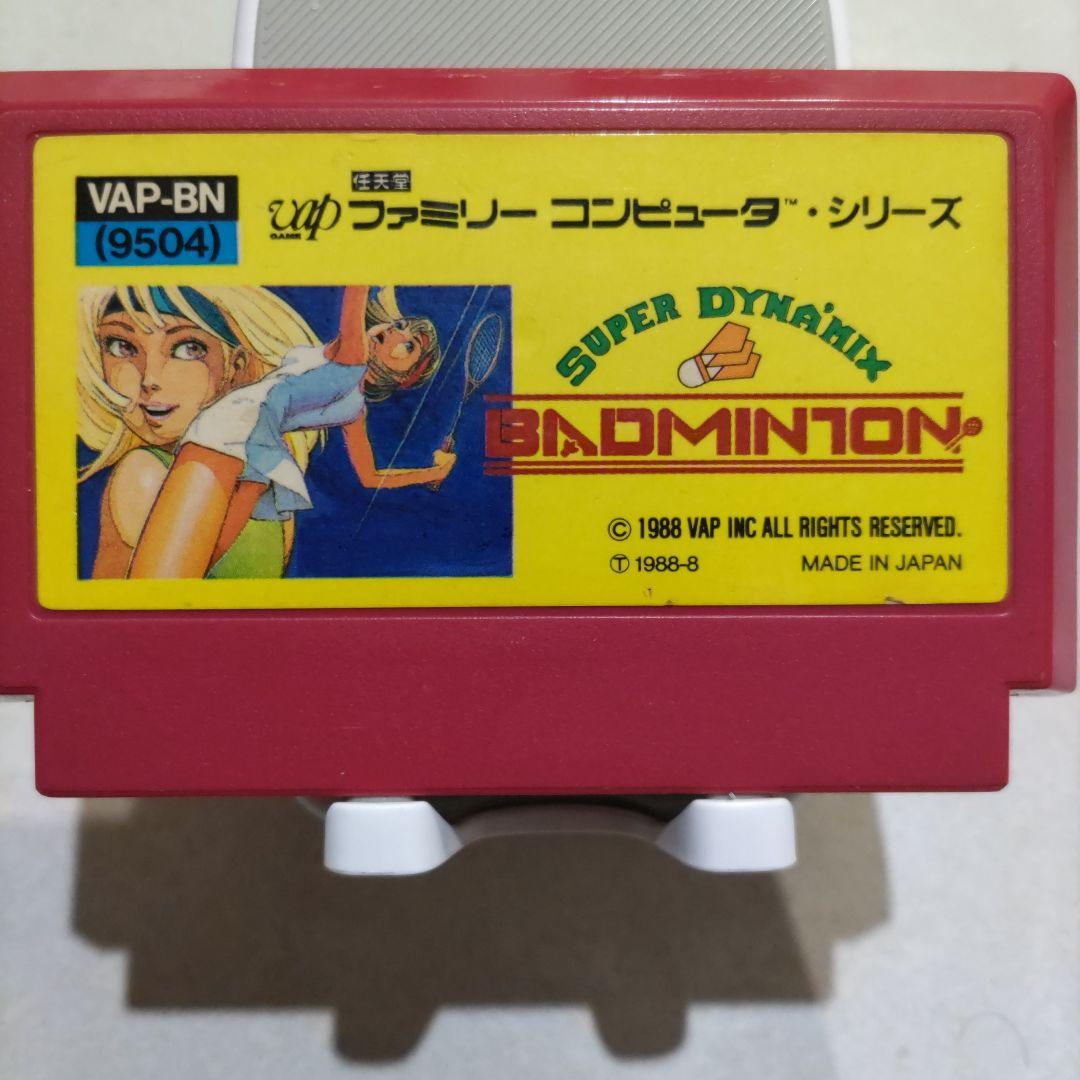 VAP-BN
(9504)
任天堂
vap ファミリー コンピュータ™・シリーズ
GAME
SUPER DYNA'MIX
BADMINTON
© 1988 VAP INC ALL RIGHTS RESERVED.
Ⓣ 1988-8 MADE IN JAPAN